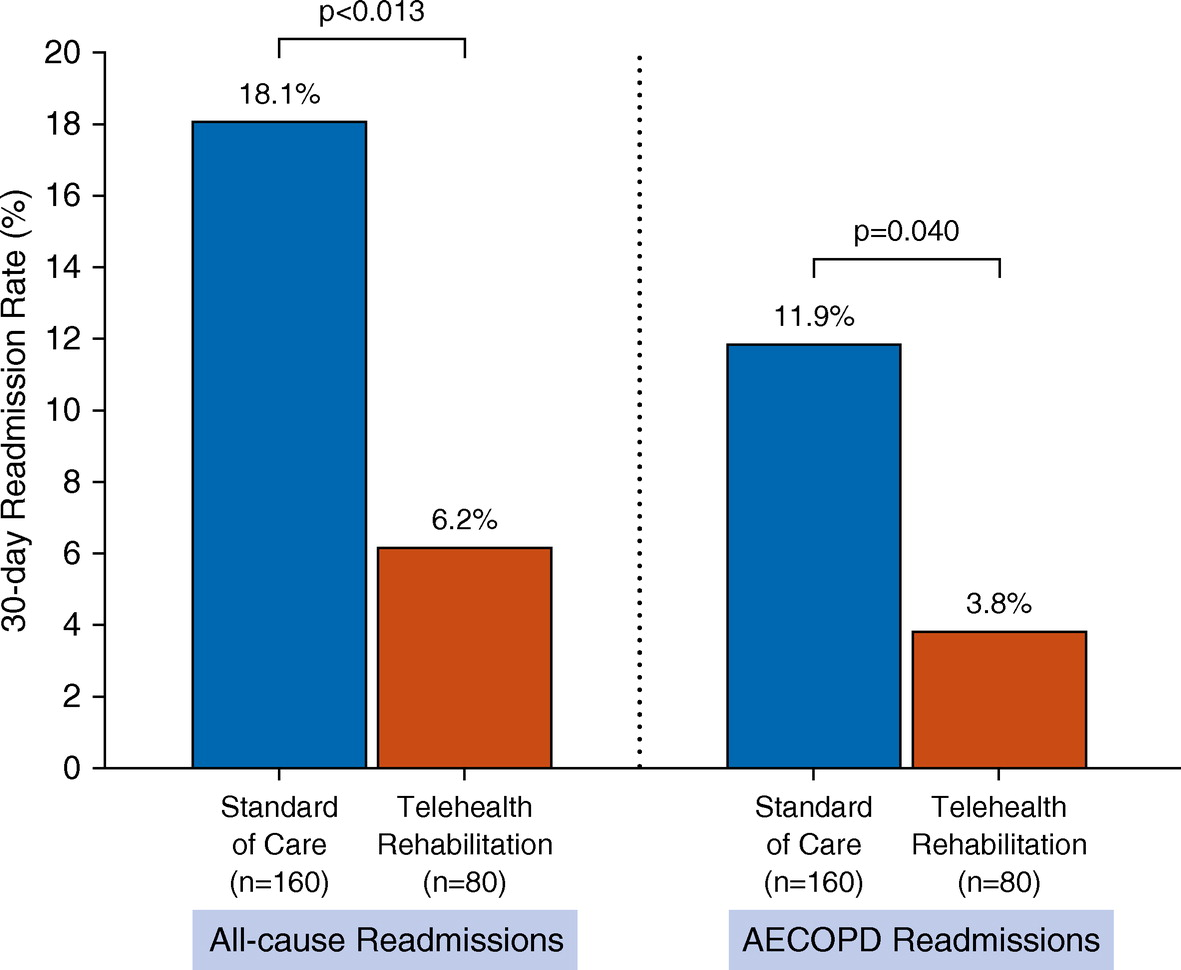 p<0.013
20
18.1%
18
16
p=0.040
14
11.9%
12
10
8
6.2%
6
3.8%
4
2
0
30-day Readmission Rate (%)
Standard
of Care
(n=160)
Telehealth
Rehabilitation
(n=80)
Standard
of Care
(n=160)
Telehealth
Rehabilitation
(n=80)
All-cause Readmissions
AECOPD Readmissions